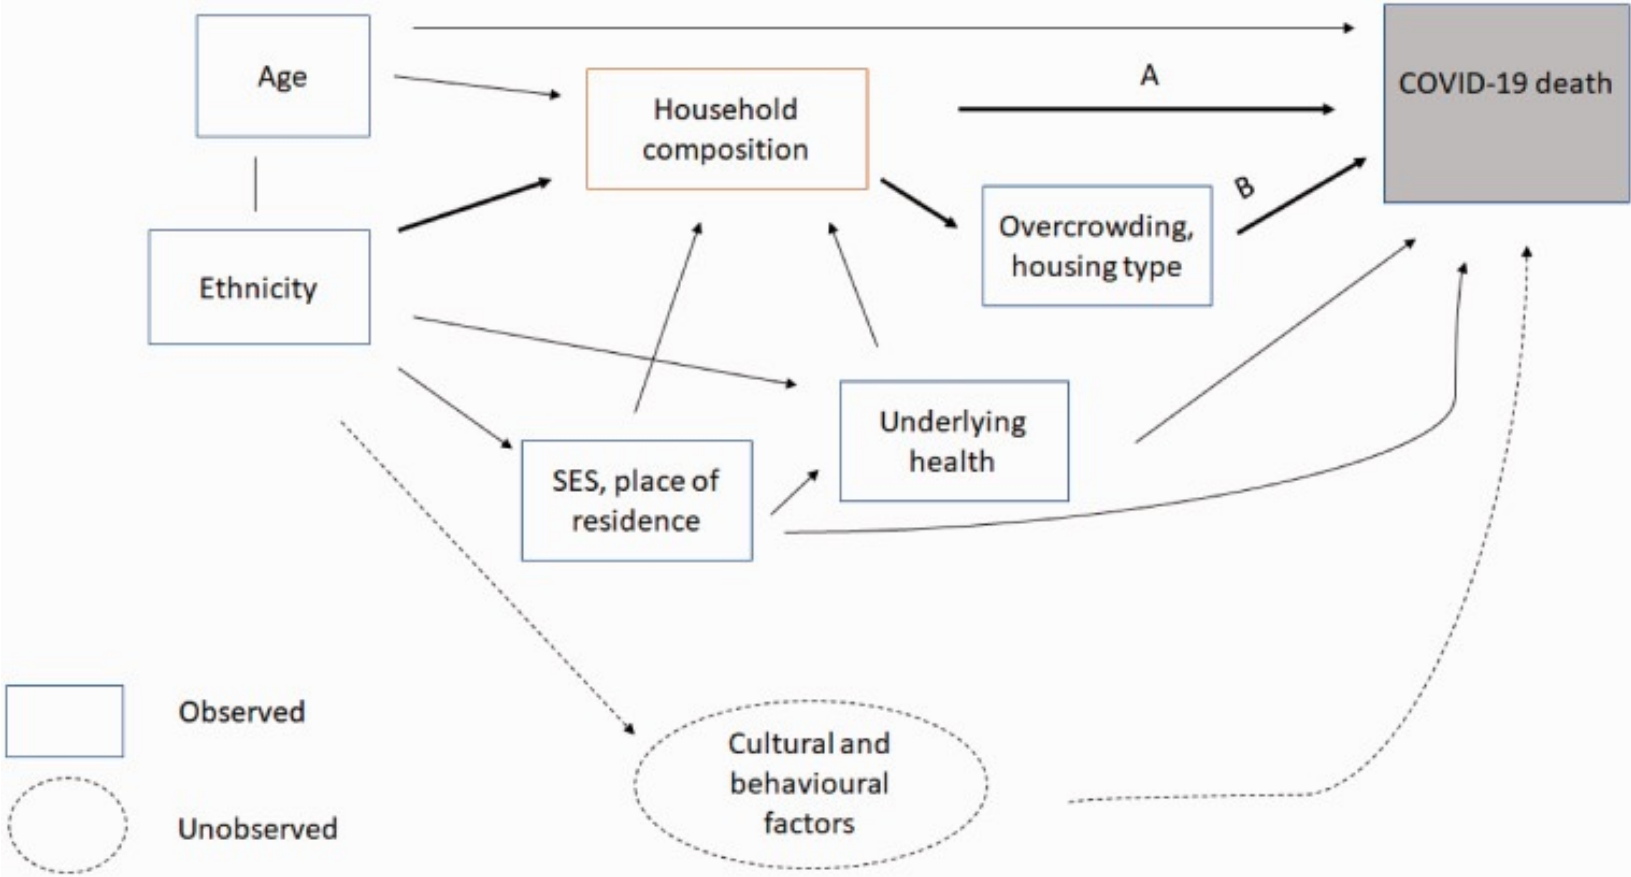 Age
Household
composition
A
COVID-19 death
B
Overcrowding,
housing type
Ethnicity
Underlying
health
SES, place of
residence
Observed
Cultural and
behavioural
factors
Unobserved